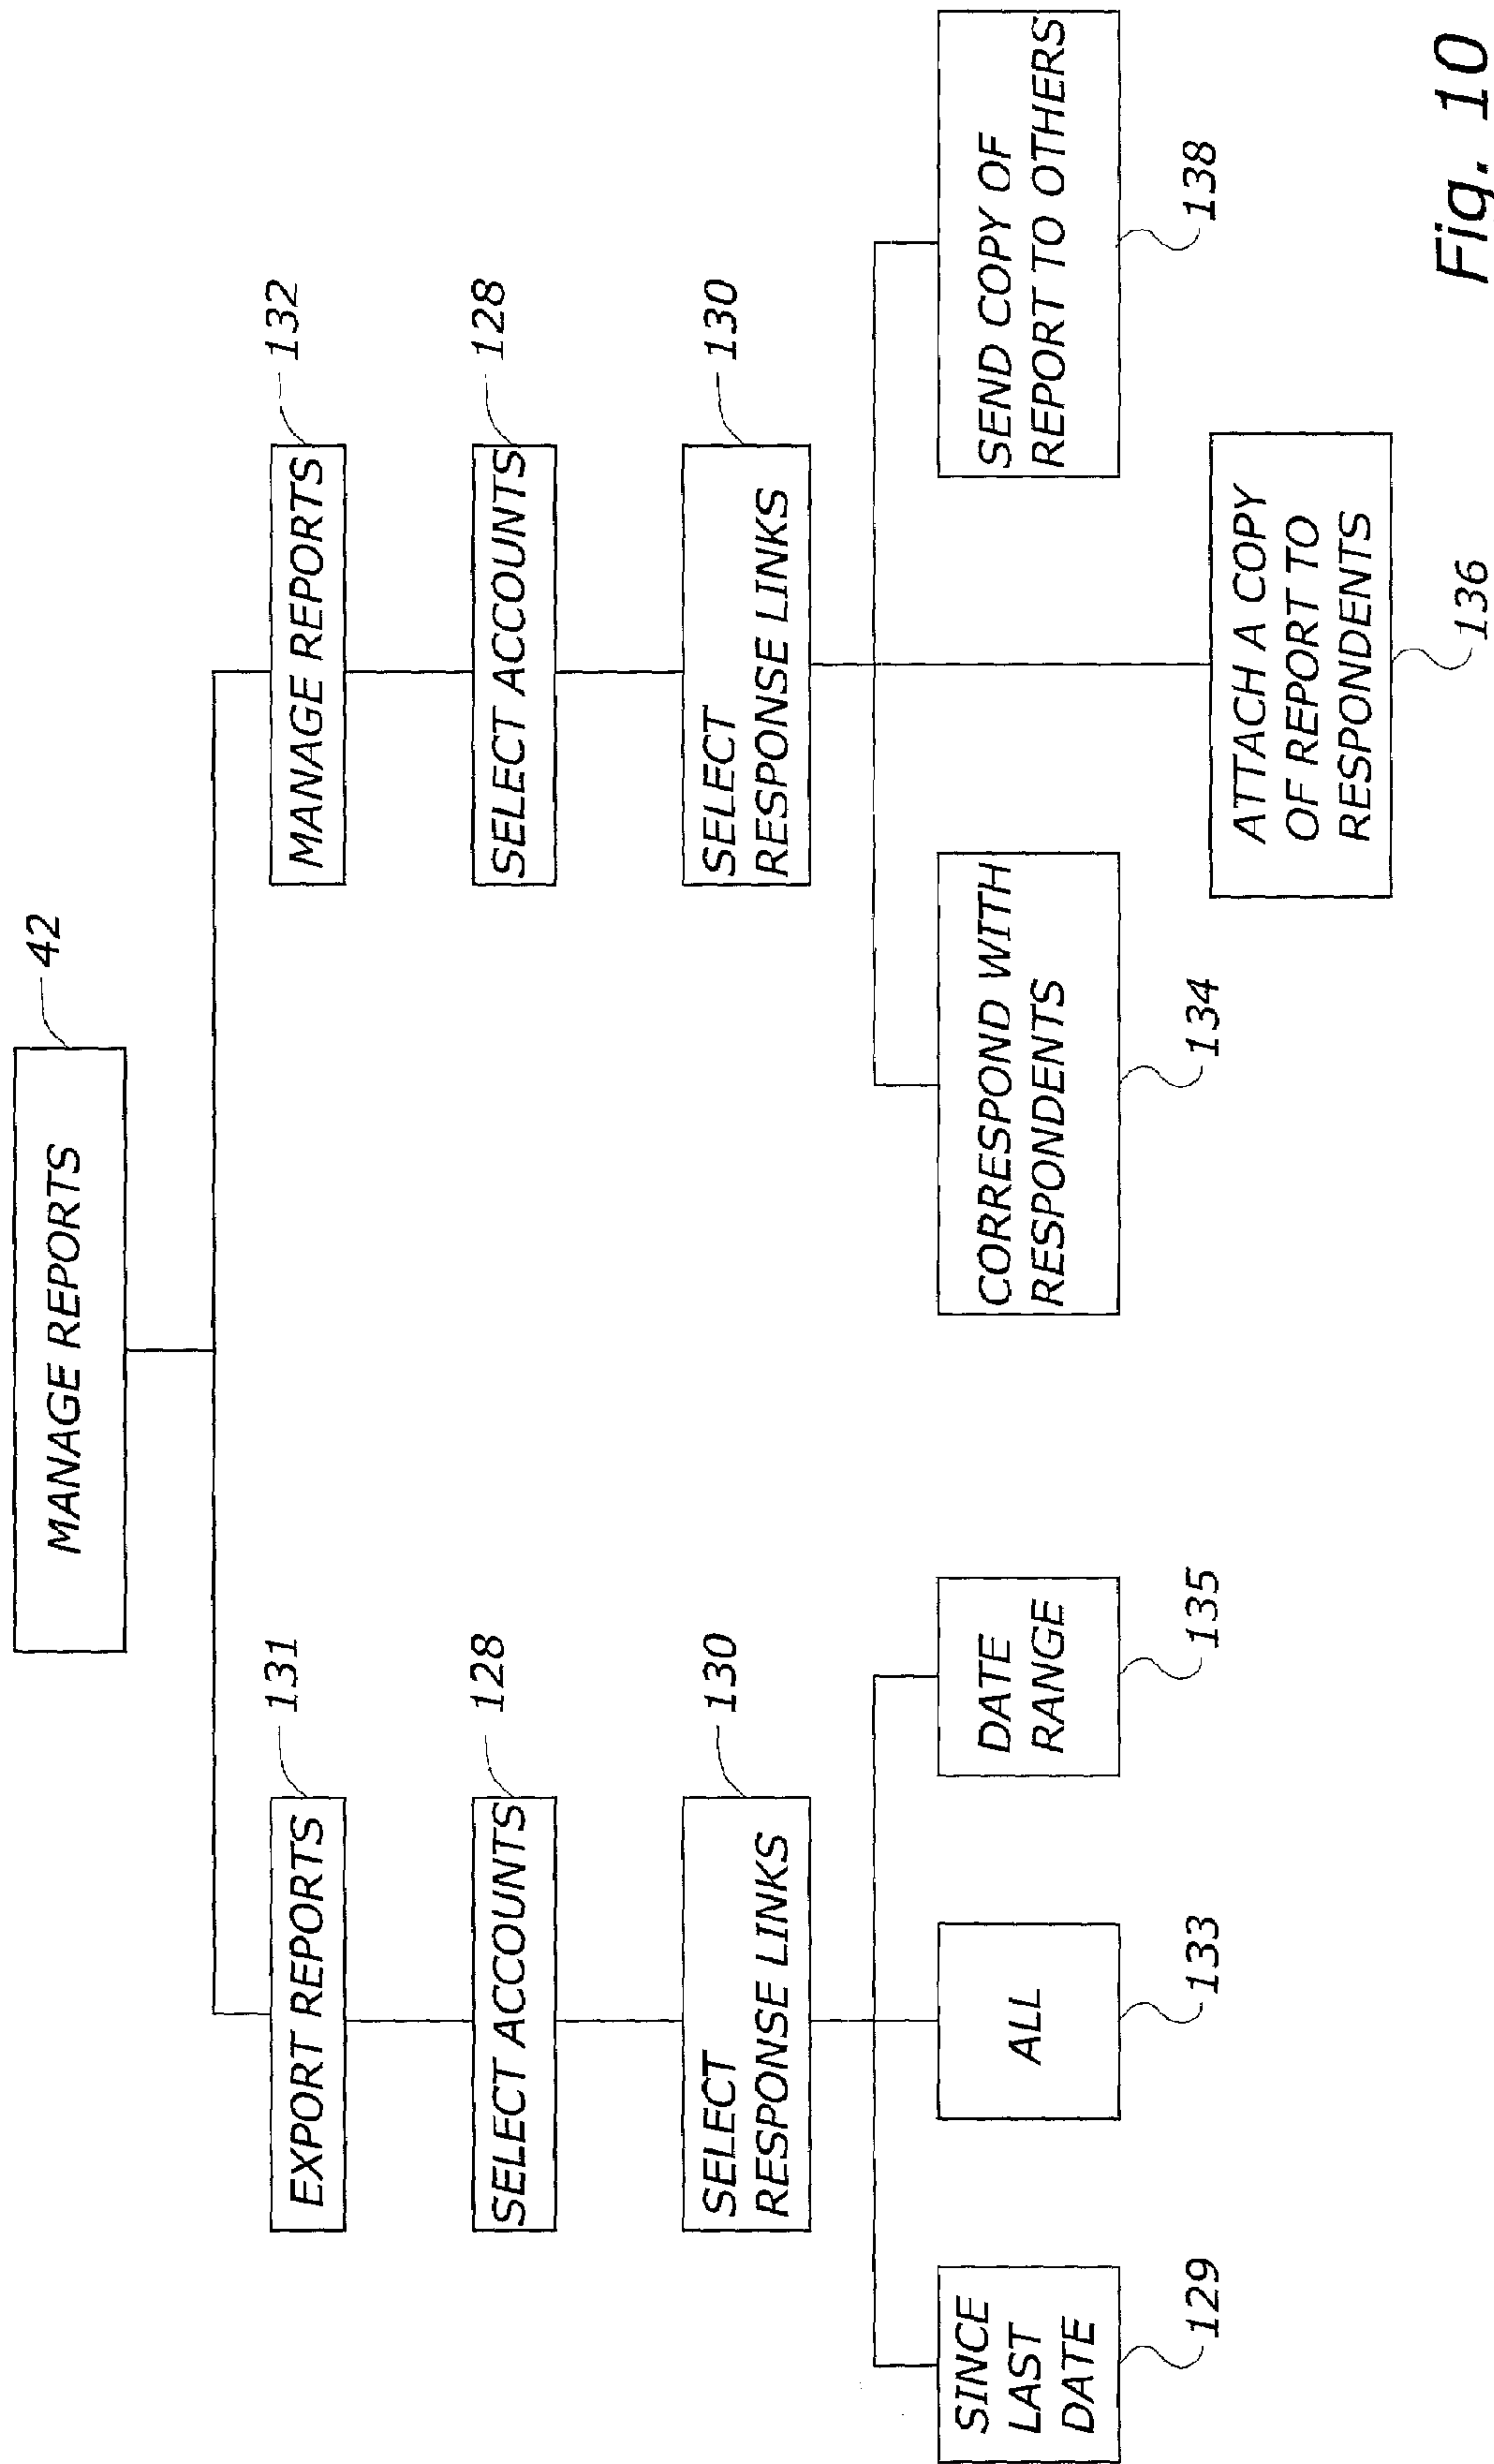 MANAGE REPORTS
42
EXPORT REPORTS
131
MANAGE REPORTS
132
SELECT ACCOUNTS
128
SELECT ACCOUNTS
128
SELECT
RESPONSE LINKS
130
SELECT
RESPONSE LINKS
130
SINCE
LAST
DATE
129
ALL
133
DATE
RANGE
135
CORRESPOND WITH
RESPONDENTS
134
SEND COPY OF
REPORT TO OTHERS
138
ATTACH A COPY
OF REPORT TO
RESPONDENTS
136
Fig. 10